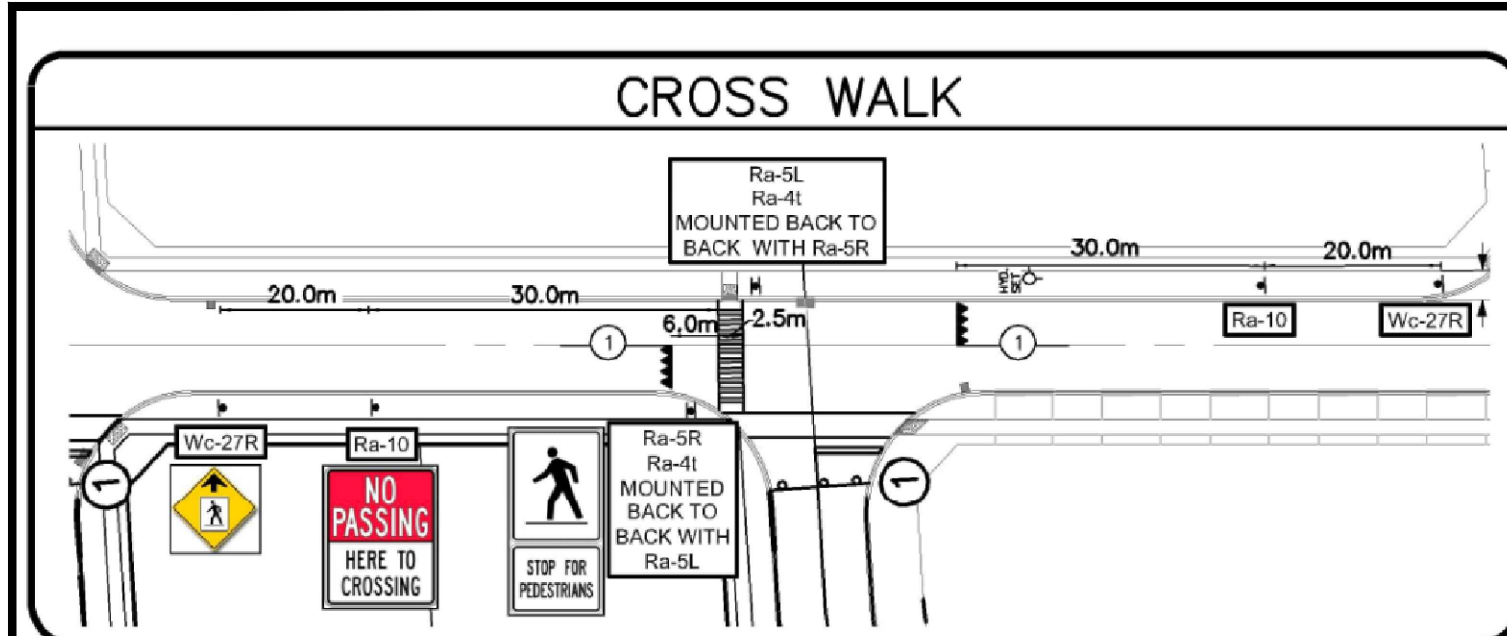 CROSS WALK
Ra-5L
Ra-4t
MOUNTED BACK TO
BACK WITH Ra-5R
30.0m
20.0m
HYD.
SET
20.0m
30.0m
6.0m
2.5m
Ra-10
Wc-27R
1
1
Wc-27R
Ra-10
Ra-5R
Ra-4t
MOUNTED
BACK TO
BACK WITH
Ra-5L
1
1
NO
PASSING
HERE TO
CROSSING
STOP FOR
PEDESTRIANS